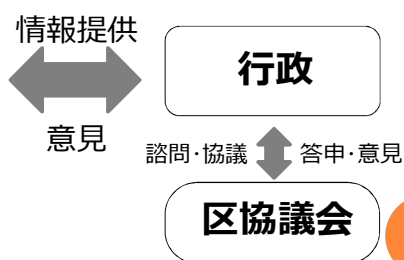 情報提供
行政
意見
諮問・協議
答申・意見
区協議会